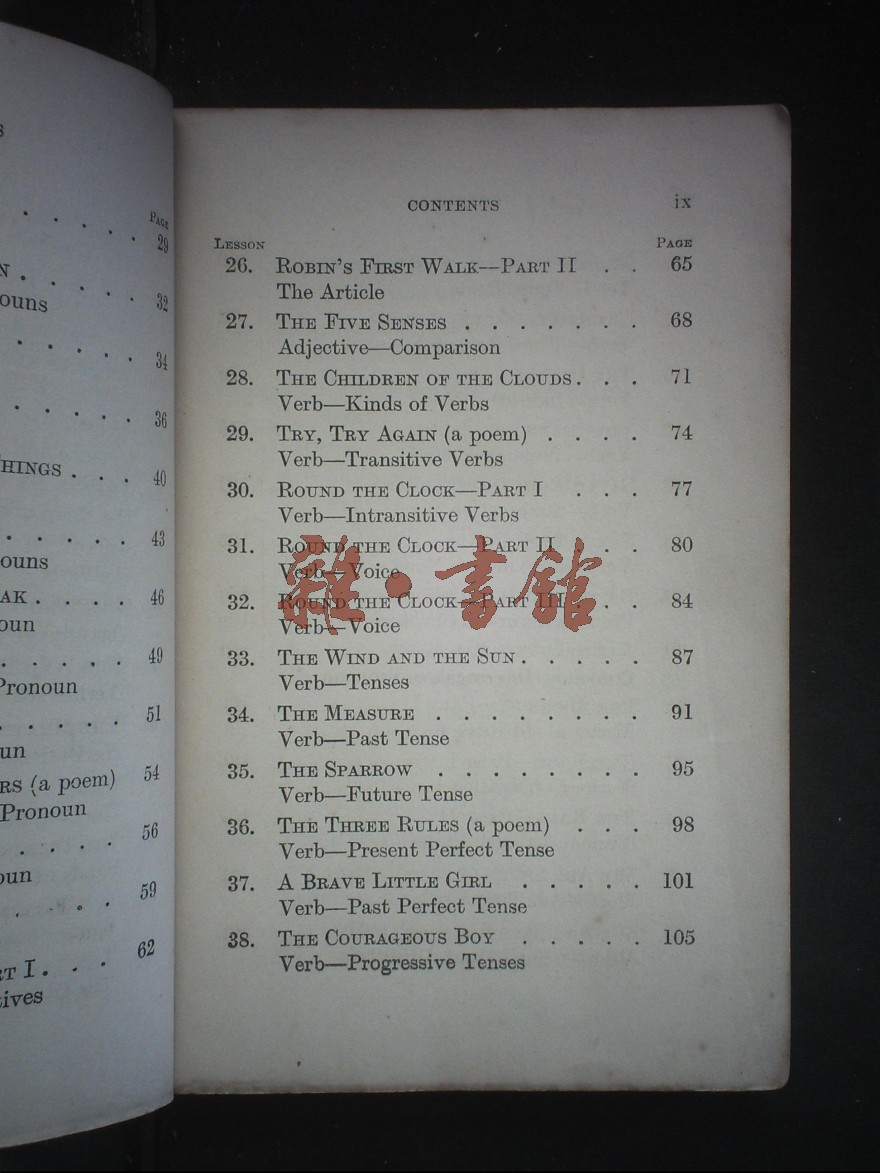 S
PAGE
29
N
ouns
32
34
36
HINGS
40
43
ouns
AK
46
oun
49
Pronoun
51
un
RS (a poem)
54
Pronoun
56
oun
59
62
RT I
tives
CONTENTS ix
LESSON PAGE
26. ROBIN'S FIRST WALK—PART II . . 65
The Article
27. THE FIVE SENSES . . . . . . . 68
Adjective—Comparison
28. THE CHILDREN OF THE CLOUDS . . . 71
Verb—Kinds of Verbs
29. TRY, TRY AGAIN (a poem) . . . . 74
Verb—Transitive Verbs
30. ROUND THE CLOCK—PART I . . . 77
Verb—Intransitive Verbs
31. ROUND THE CLOCK—PART II . . . 80
Verb—Voice
32. ROUND THE CLOCK—PART III . . . 84
Verb—Voice
雜·書館
33. THE WIND AND THE SUN . . . . . 87
Verb—Tenses
34. THE MEASURE . . . . . . . . 91
Verb—Past Tense
35. THE SPARROW . . . . . . . . 95
Verb—Future Tense
36. THE THREE RULES (a poem) . . . 98
Verb—Present Perfect Tense
37. A BRAVE LITTLE GIRL . . . . . 101
Verb—Past Perfect Tense
38. THE COURAGEOUS BOY . . . . . 105
Verb—Progressive Tenses